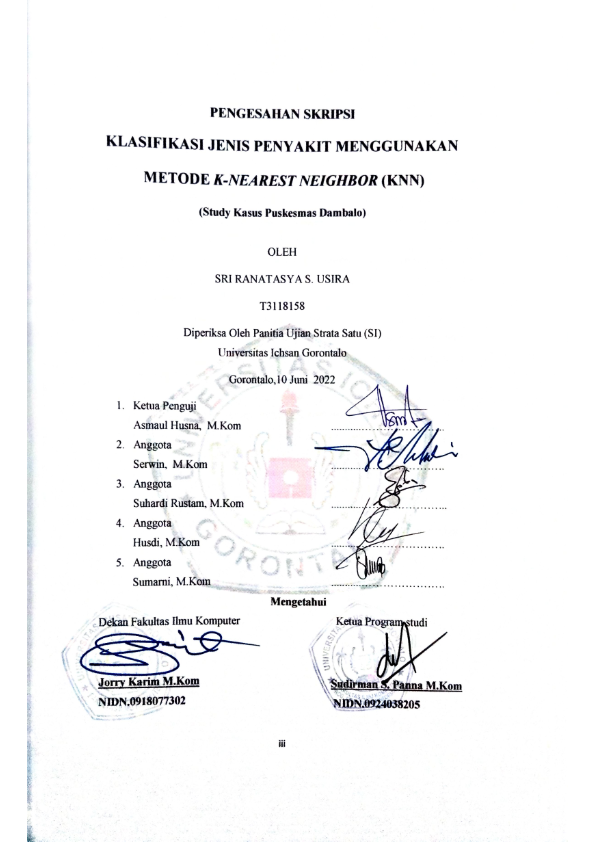 PENGESAHAN SKRIPSI
KLASIFIKASI JENIS PENYAKIT MENGGUNAKAN
METODE K-NEAREST NEIGHBOR (KNN)
(Study Kasus Puskesmas Dambalo)
OLEH
SRI RANATASYA S. USIRA
T3118158
Diperiksa Oleh Panitia Ujian Strata Satu (SI)
Universitas Ichsan Gorontalo
Gorontalo,10 Juni 2022
1. Ketua Penguji
Asmaul Husna, M.Kom
2. Anggota
Serwin, M.Kom
3. Anggota
Suhardi Rustam, M.Kom
4. Anggota
Husdi, M.Kom
5. Anggota
Sumarni, M.Kom
Mengetahui
Dekan Fakultas Ilmu Komputer
Jorry Karim M.Kom
NIDN,0918077302
Ketua Program studi
Sudirman S. Panna M.Kom
NIDN.0924038205
iii